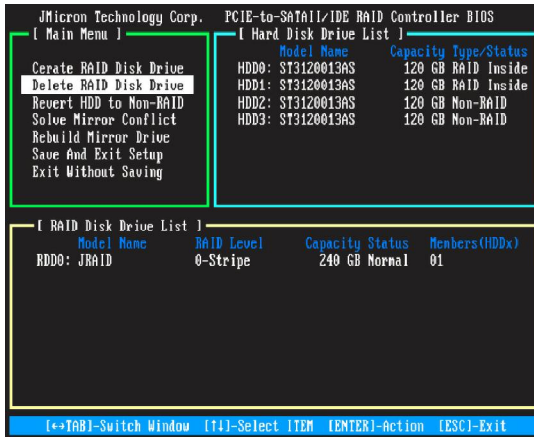 JMicron Technology Corp. PCIE-to-SATAII/IDE RAID Controller BIOS
[ Main Menu ]
Cerate RAID Disk Drive
Delete RAID Disk Drive
Revert HDD to Non-RAID
Solve Mirror Conflict
Rebuild Mirror Drive
Save And Exit Setup
Exit Without Saving
[ Hard Disk Drive List ]
Model Name Capacity Type/Status
HDD0: ST3120013AS 120 GB RAID Inside
HDD1: ST3120013AS 120 GB RAID Inside
HDD2: ST3120013AS 120 GB Non-RAID
HDD3: ST3120013AS 120 GB Non-RAID
[ RAID Disk Drive List ]
Model Name RAID Level Capacity Status Members(HDDx)
RDD0: JRAID 0-Stripe 240 GB Normal 01
[↔TAB]-Switch Window [↑↓]-Select ITEM [ENTER]-Action [ESC]-Exit